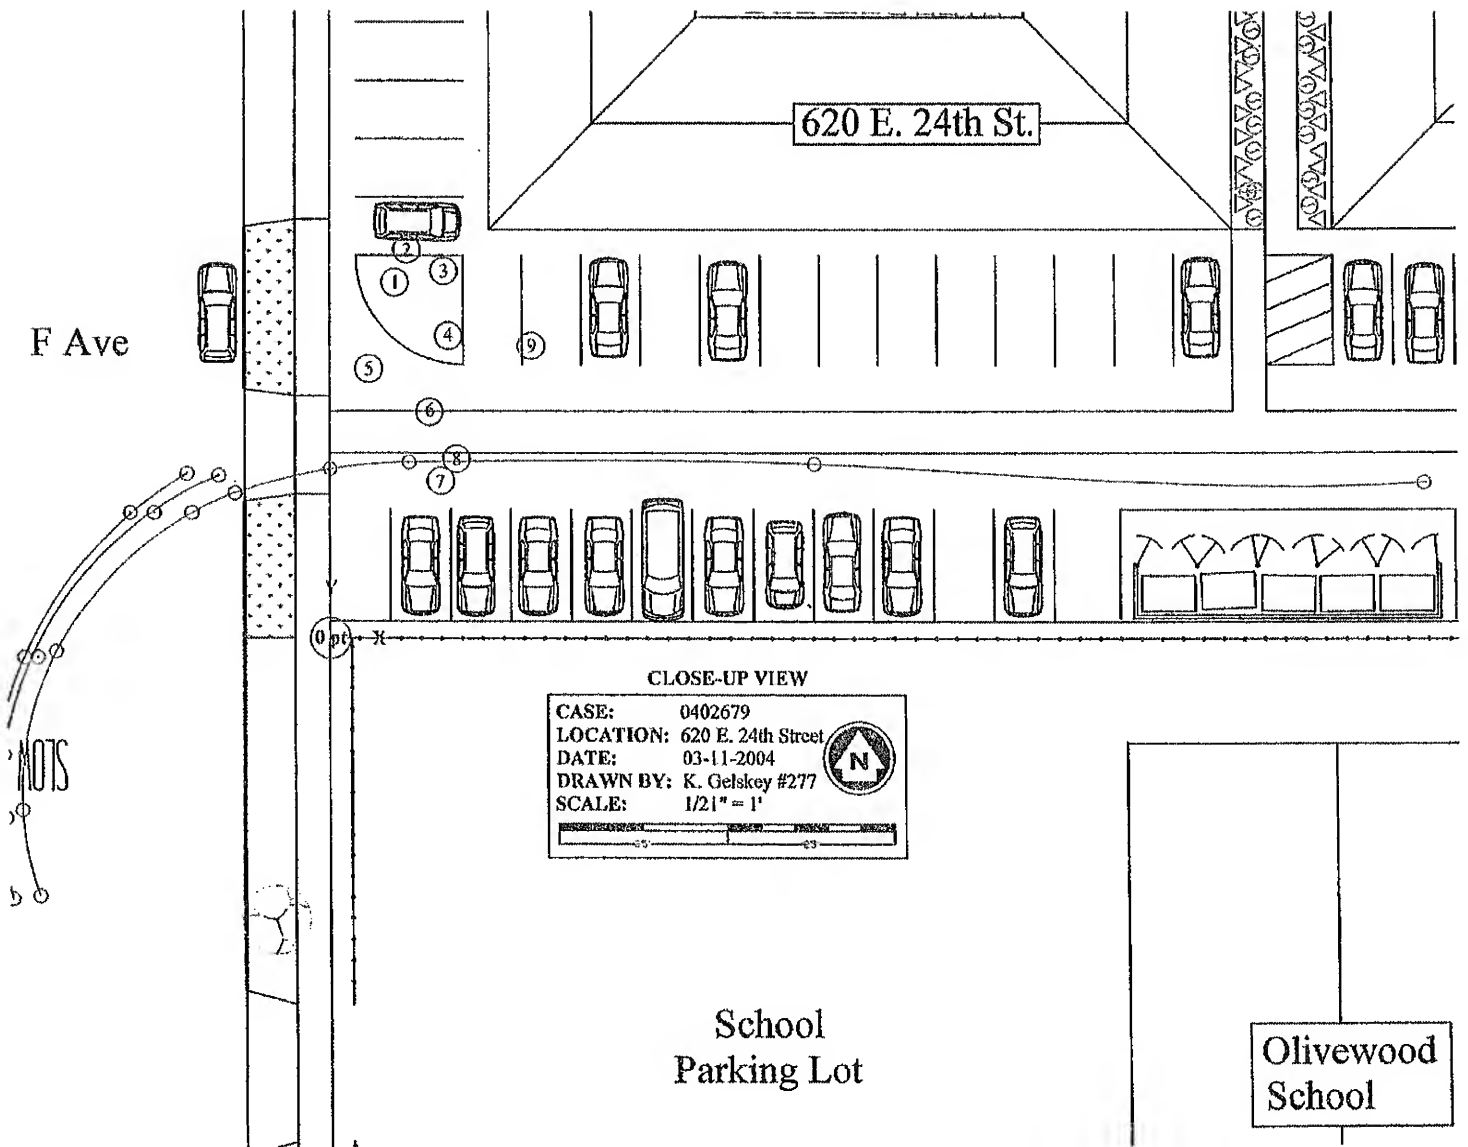 620 E. 24th St.
2
1
3
4
9
5
6
8
7
F Ave
0 pt
CLOSE-UP VIEW
CASE: 0402679
LOCATION: 620 E. 24th Street
DATE: 03-11-2004
DRAWN BY: K. Gelskey #277
SCALE: 1/21" = 1'
N
25'
SLOW
School
Parking Lot
Olivewood
School